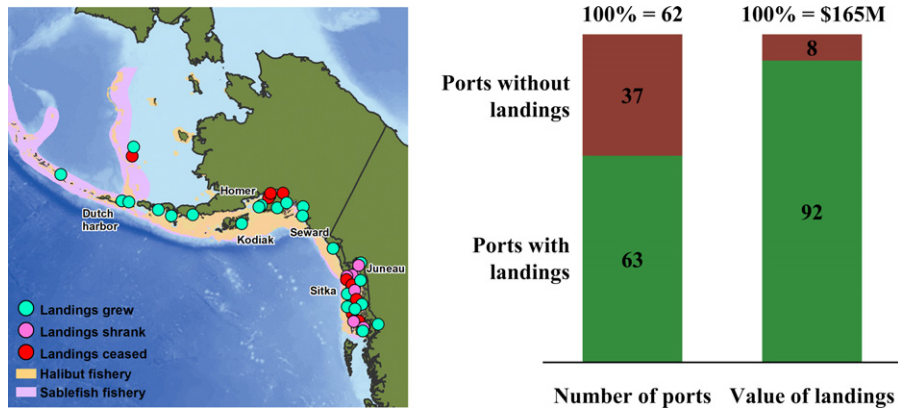 Homer
Dutch
harbor
Kodiak
Seward
Juneau
Sitka
Landings grew
Landings shrank
Landings ceased
Halibut fishery
Sablefish fishery
100% = 62
100% = $165M
Ports without
landings
37
8
Ports with
landings
63
92
Number of ports
Value of landings